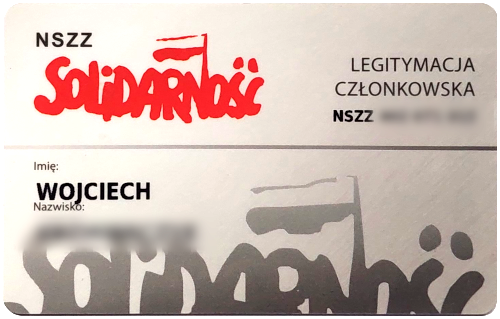 NSZZ
SOLIDARNOŚĆ
LEGITYMACJA
CZŁONKOWSKA
NSZZ
Imię:
WOJCIECH
Nazwisko:
SOLIDARNOŚĆ